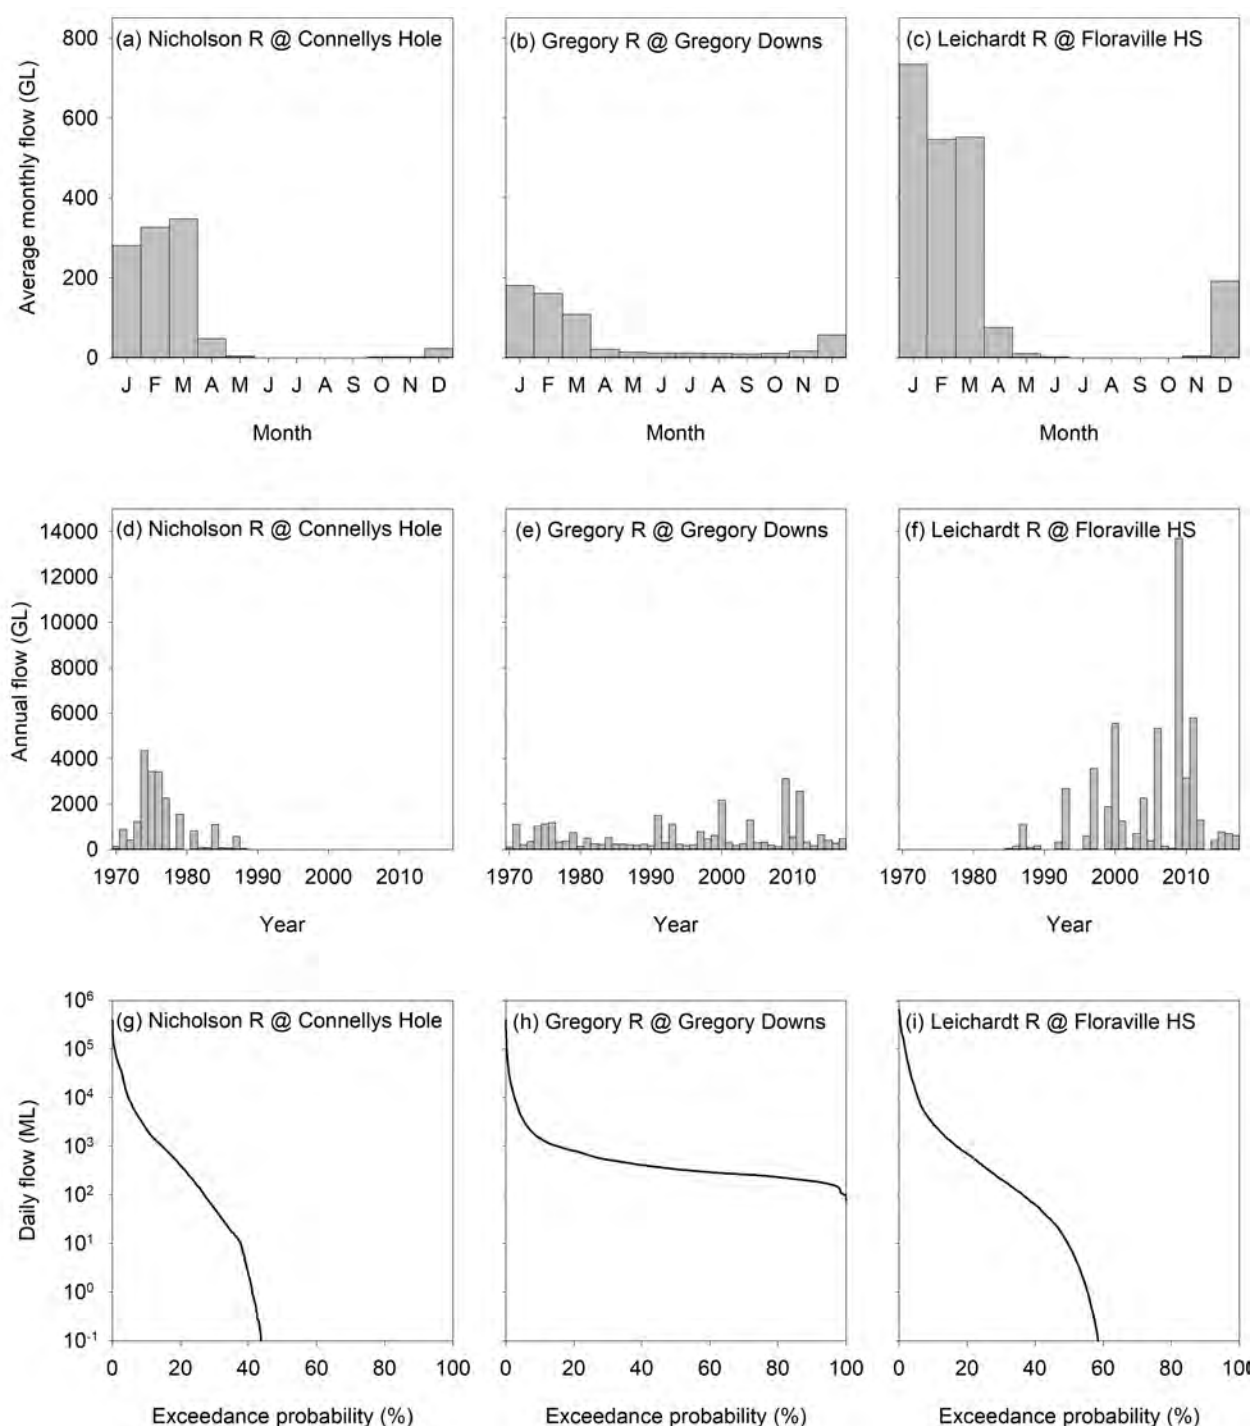 (a) Nicholson R @ Connellys Hole
(b) Gregory R @ Gregory Downs
(c) Leichardt R @ Floraville HS
Average monthly flow (GL)
800
600
400
200
0
J F M A M J J A S O N D
J F M A M J J A S O N D
J F M A M J J A S O N D
Month
Month
Month
(d) Nicholson R @ Connellys Hole
(e) Gregory R @ Gregory Downs
(f) Leichardt R @ Floraville HS
Annual flow (GL)
14000
12000
10000
8000
6000
4000
2000
0
1970 1980 1990 2000 2010
1970 1980 1990 2000 2010
1970 1980 1990 2000 2010
Year
Year
Year
(g) Nicholson R @ Connellys Hole
(h) Gregory R @ Gregory Downs
(i) Leichardt R @ Floraville HS
Daily flow (ML)
10⁶
10⁵
10⁴
10³
10²
10¹
10⁰
10⁻¹
0 20 40 60 80 100
0 20 40 60 80 100
0 20 40 60 80
Exceedance probability (%)
Exceedance probability (%)
Exceedance probability (%)